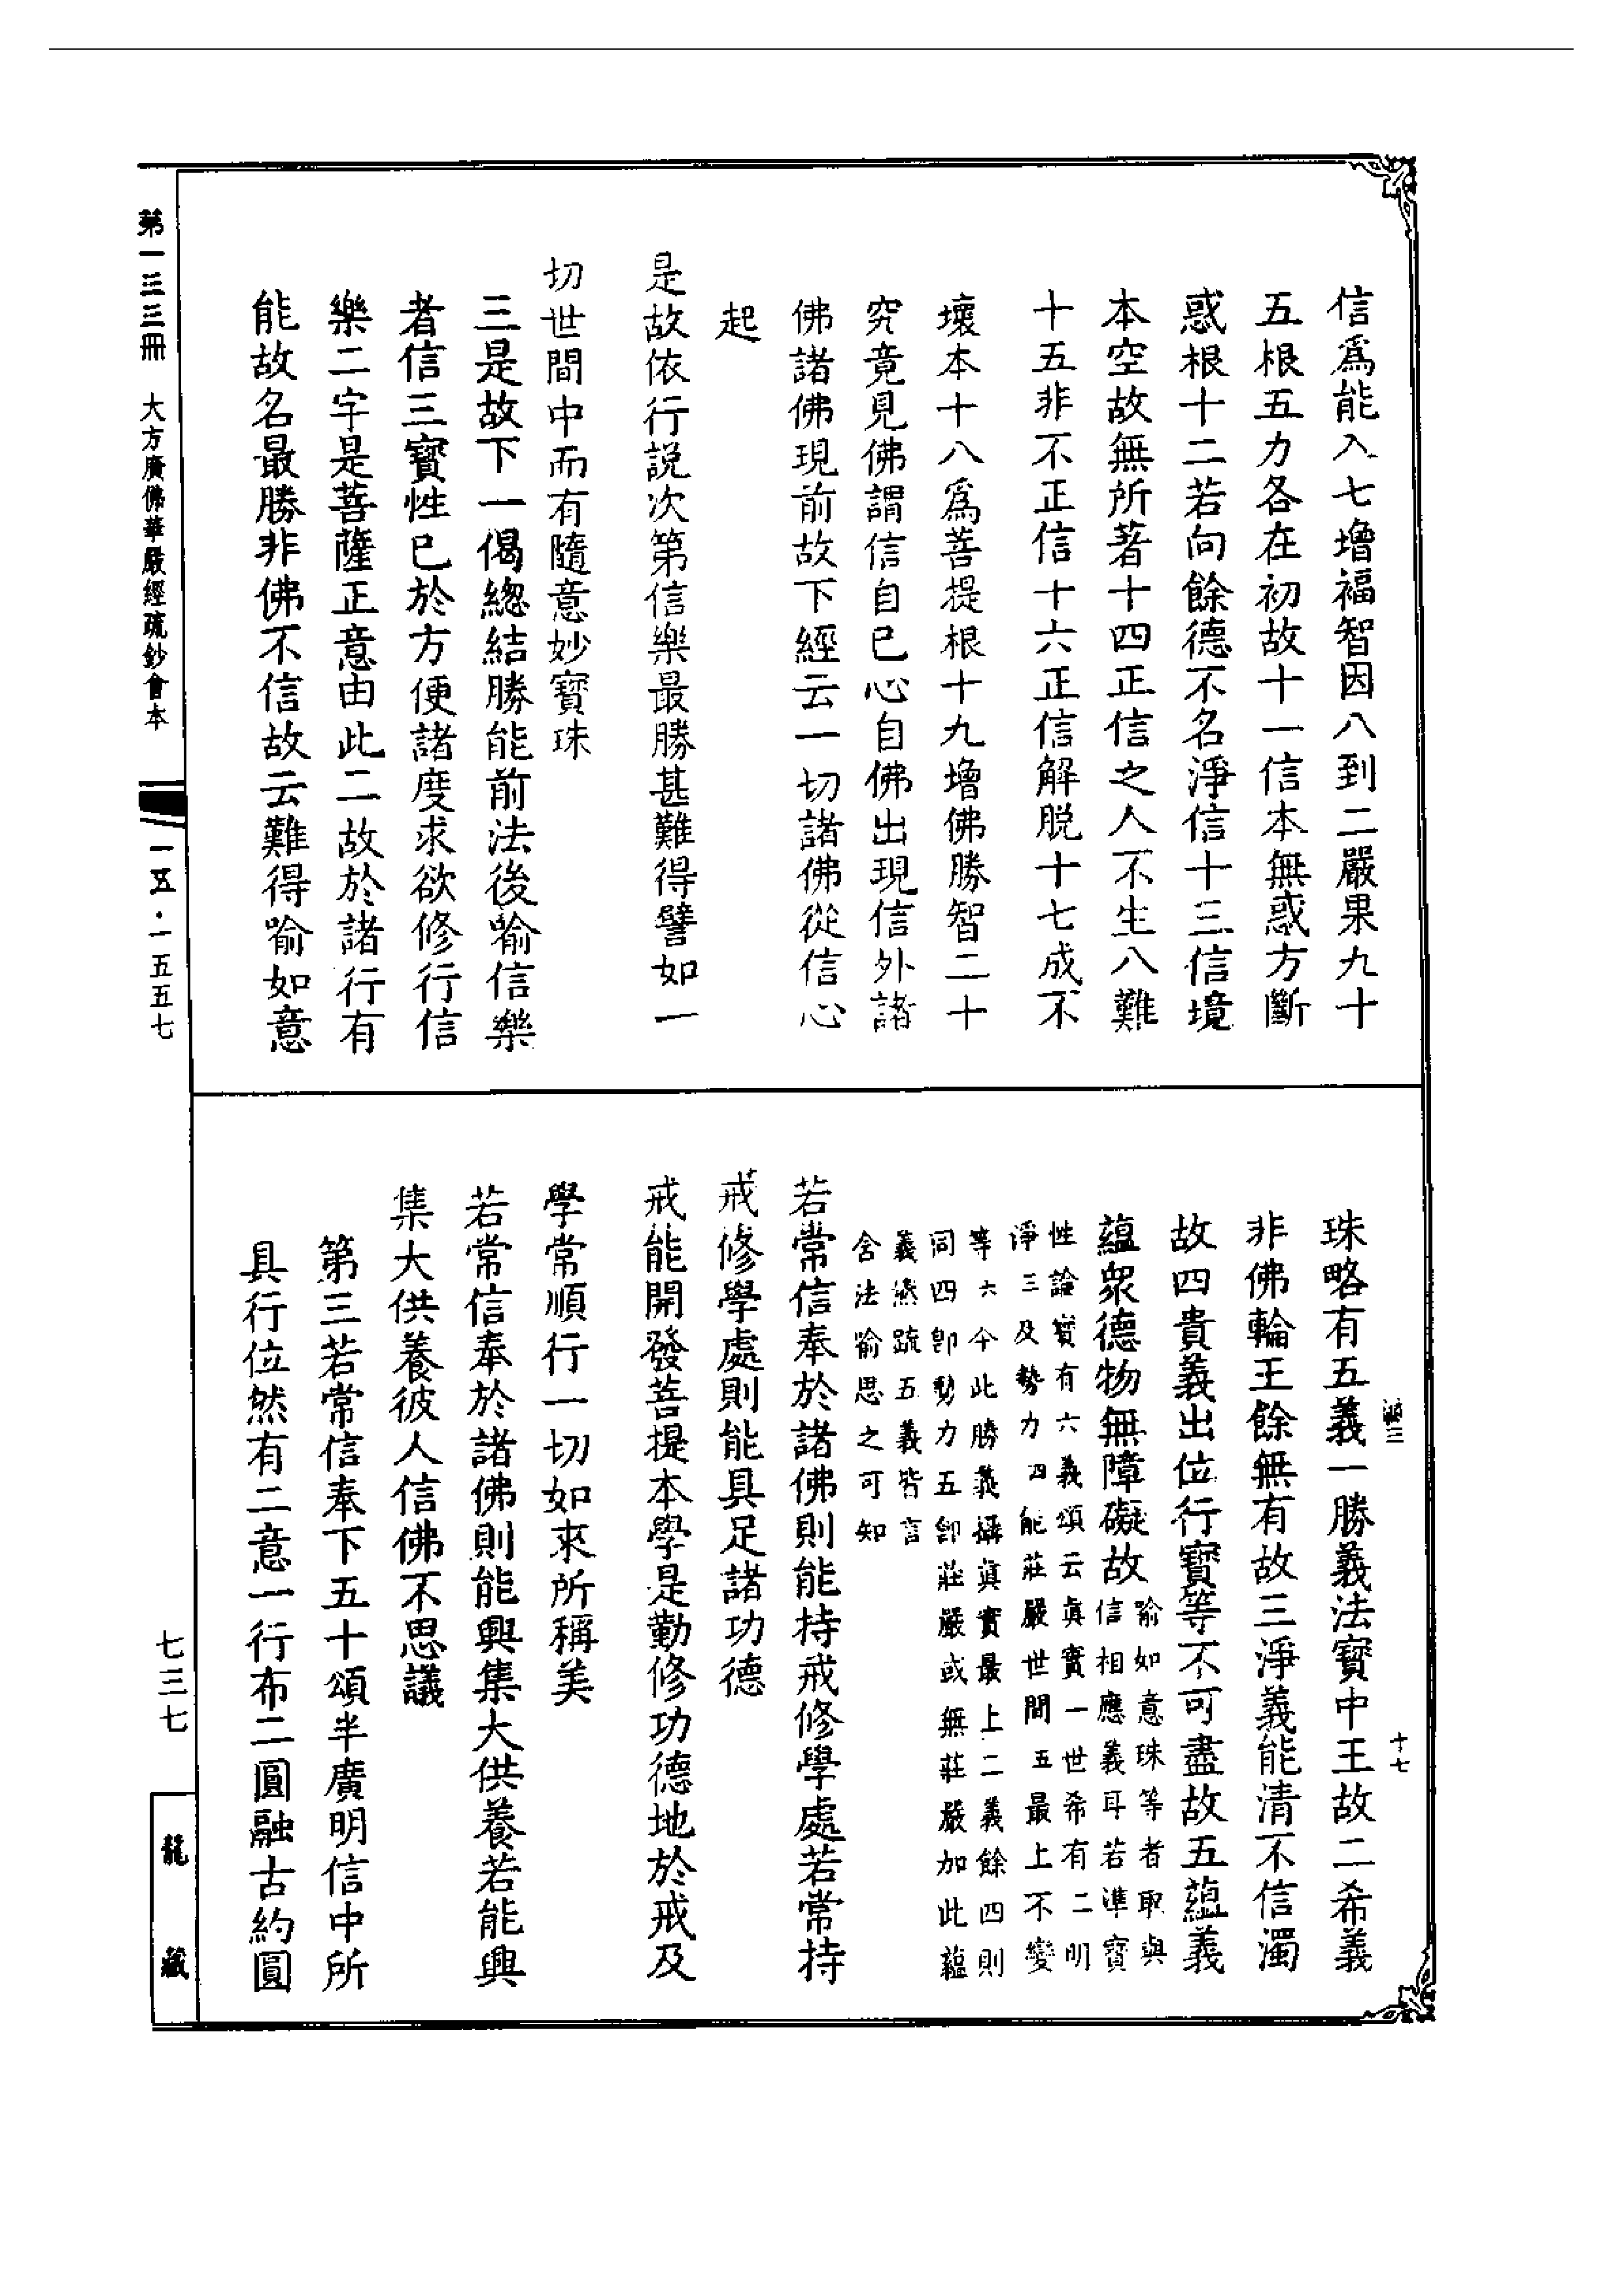 信爲能入七增福智因八到二嚴果九十
五根五力各在初故十一信本無惑方斷
惑根十二若向餘德不名淨信十三信境
本空故無所著十四正信之人不生八難
十五非不正信十六正信解脱十七成不
壞本十八爲菩提根十九增佛勝智二十
究竟見佛謂信自已心自佛出現信外諸
佛諸佛現前故下經云一切諸佛從信心
起
是故依行説次第信樂最勝甚難得譬如一
切世間中而有隨意妙寶珠
三是故下一偈總結勝能前法後喻信樂
者信三寶性已於方便諸度求欲修行信
樂二字是菩薩正意由此二故於諸行有
能故名最勝非佛不信故云難得喻如意
珠略有五義一勝義法寶中王故二希義
非佛輪王餘無有故三淨義能清不信濁
故四貴義出位行寶等不可盡故五蘊義
蘊衆德物無障礙故
喻如意珠等者取與
信相應義耳若準寶
性論寶有六義頌云眞實一世希有二明
淨三及勢力四能莊嚴世間五最上不變
等六今此勝義攝眞實最上二義餘四則
同四卽勢力五卽莊嚴或無莊嚴加此蘊
義然疏五義皆言
含法喻思之可知
若常信奉於諸佛則能持戒修學處若常持
戒修學處則能具足諸功德
戒能開發菩提本學是勤修功德地於戒及
學常順行一切如來所稱美
若常信奉於諸佛則能興集大供養若能興
集大供養彼人信佛不思議
第三若常信奉下五十頌半廣明信中所
具行位然有二意一行布二圓融古約圓
第一三三冊 大方廣佛華嚴經疏鈔會本
一五·一五五七
七三七
龍藏
十七